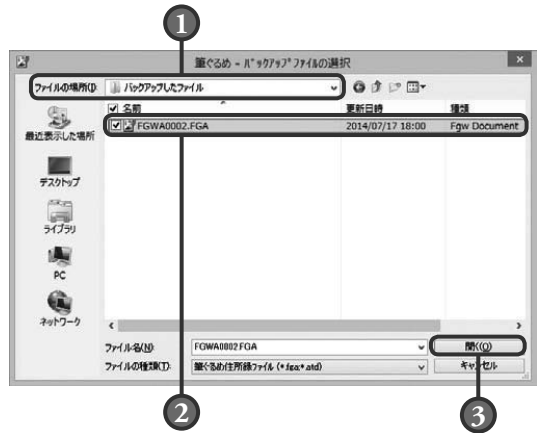 1
筆ぐるめ - バックアップファイルの選択
ファイルの場所(I): バックアップしたファイル
名前 更新日時 種類
FGWA0002.FGA 2014/07/17 18:00 Fgw Document
最近表示した場所
デスクトップ
ライブラリ
PC
ネットワーク
ファイル名(N): FGWA0002.FGA 開く(O)
ファイルの種類(T): 筆ぐるめ住所録ファイル (*.fga;*.atd) キャンセル
2
3